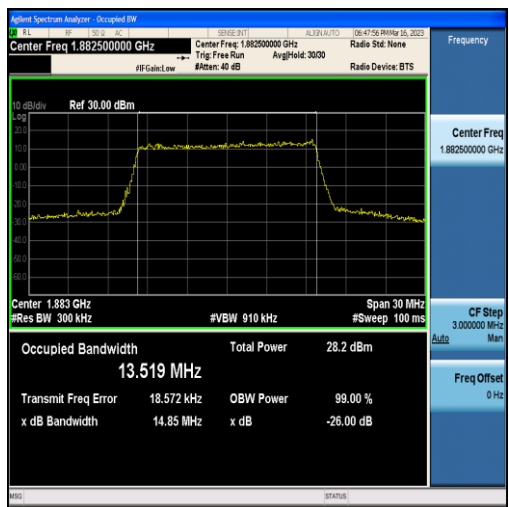 Agilent Spectrum Analyzer - Occupied BW
RL RF 50 Ω AC SENSE:INT ALIGN AUTO 06:47:56 PM Mar 16, 2023
Center Freq 1.882500000 GHz Center Freq: 1.882500000 GHz Radio Std: None Frequency
Trig: Free Run Avg|Hold: 30/30
#IFGain:Low #Atten: 40 dB Radio Device: BTS
10 dB/div Ref 30.00 dBm
Log
20.0
10.0
0.00
-10.0
-20.0
-30.0
-40.0
-50.0
-60.0
Center Freq
1.882500000 GHz
Center 1.883 GHz Span 30 MHz
#Res BW 300 kHz #VBW 910 kHz #Sweep 100 ms
CF Step
3.000000 MHz
Auto Man
Occupied Bandwidth Total Power 28.2 dBm
13.519 MHz
Freq Offset
0 Hz
Transmit Freq Error 18.572 kHz OBW Power 99.00 %
x dB Bandwidth 14.85 MHz x dB -26.00 dB
MSG STATUS